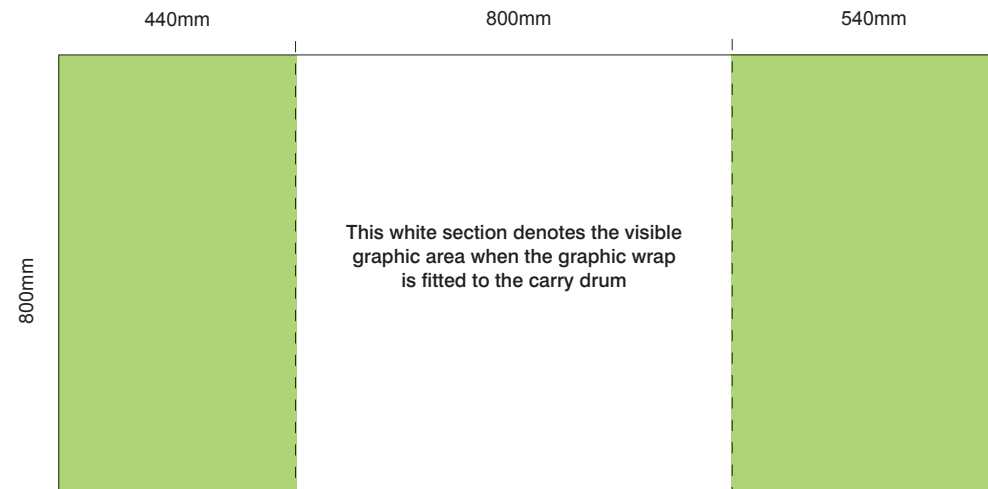 440mm
800mm
540mm
This white section denotes the visible
graphic area when the graphic wrap
is fitted to the carry drum
800mm